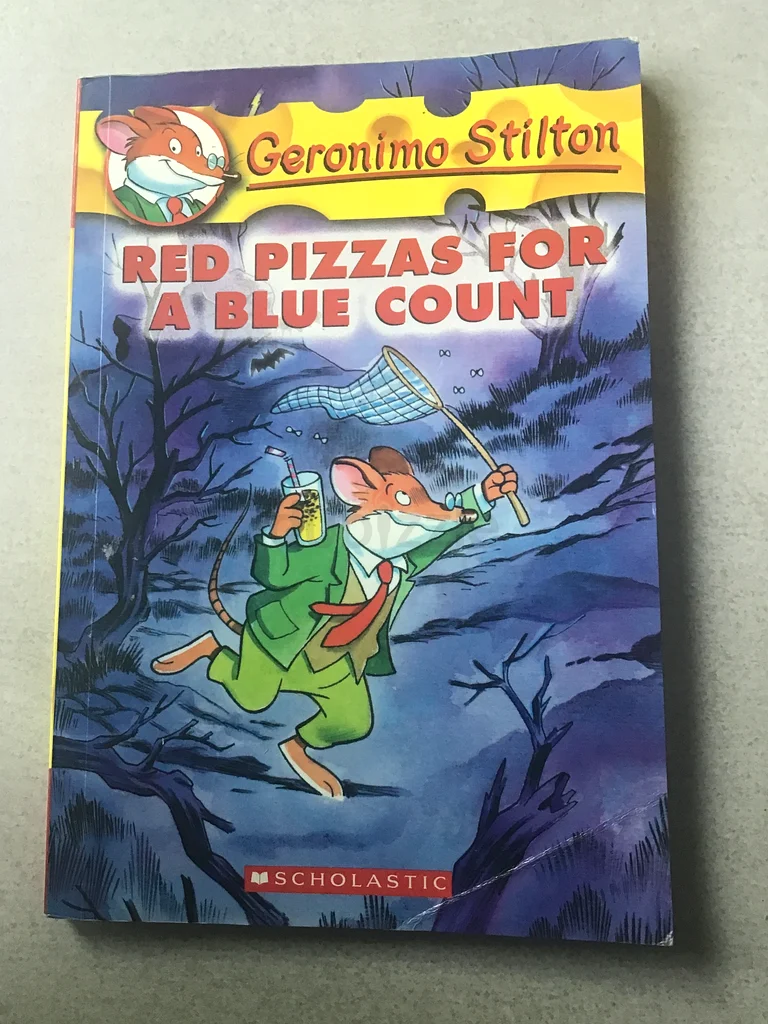 Geronimo Stilton
RED PIZZAS FOR
A BLUE COUNT
SCHOLASTIC